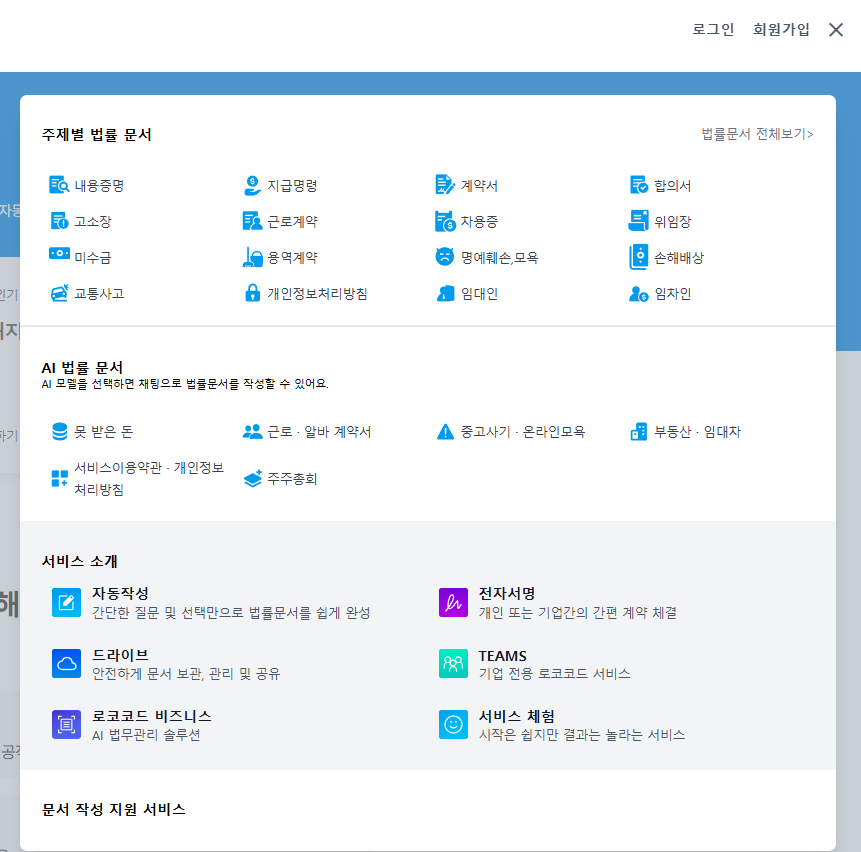 로그인 회원가입
주제별 법률 문서 법률문서 전체보기>
내용증명 지급명령 계약서 합의서
고소장 근로계약 차용증 위임장
미수금 용역계약 명예훼손,모욕 손해배상
교통사고 개인정보처리방침 임대인 임차인
AI 법률 문서
AI 모델을 선택하면 채팅으로 법률문서를 작성할 수 있어요.
못 받은 돈 근로 · 알바 계약서 중고사기 · 온라인모욕 부동산 · 임대차
서비스이용약관 · 개인정보
처리방침
주주총회
서비스 소개
자동작성
간단한 질문 및 선택만으로 법률문서를 쉽게 완성
전자서명
개인 또는 기업간의 간편 계약 체결
드라이브
안전하게 문서 보관, 관리 및 공유
TEAMS
기업 전용 로코코드 서비스
로코코드 비즈니스
AI 법무관리 솔루션
서비스 체험
시작은 쉽지만 결과는 놀라는 서비스
문서 작성 지원 서비스